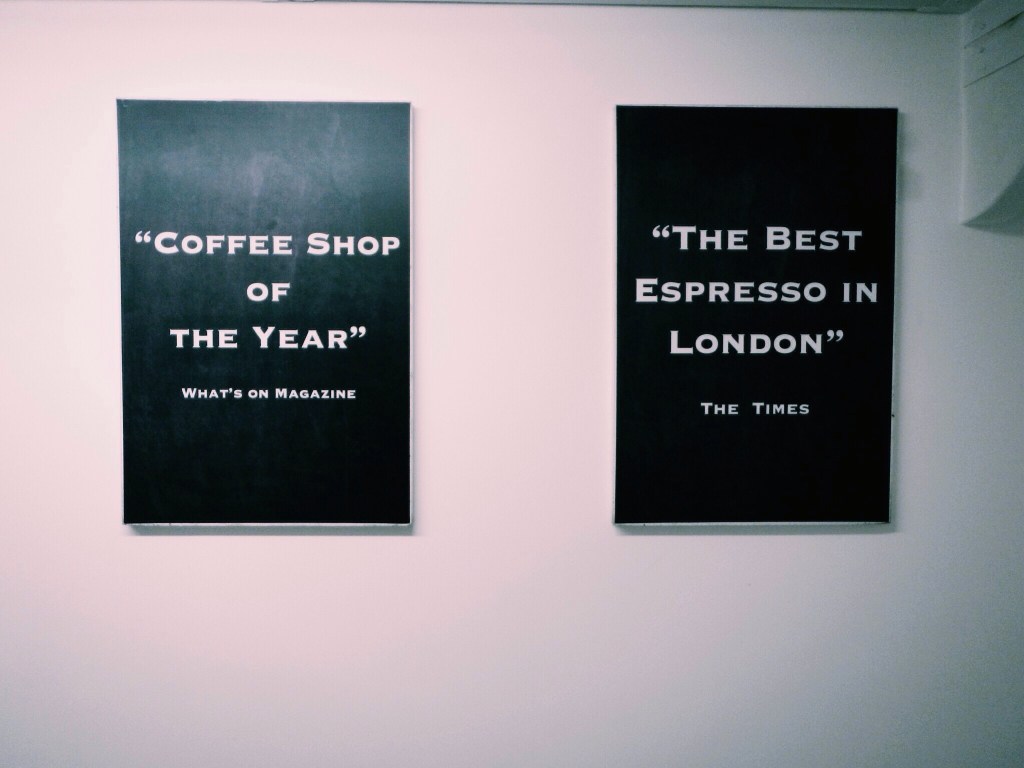 “Coffee Shop
of
the Year”
What's on Magazine
“The Best
Espresso in
London”
The Times